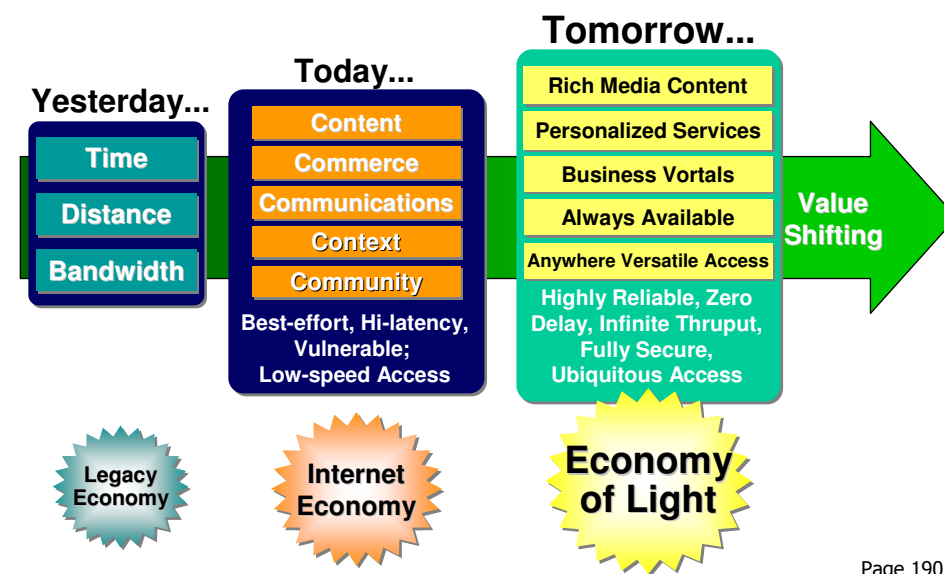 Yesterday...
Time
Distance
Bandwidth
Today...
Content
Commerce
Communications
Context
Community
Best-effort, Hi-latency,
Vulnerable;
Low-speed Access
Tomorrow...
Rich Media Content
Personalized Services
Business Vortals
Always Available
Anywhere Versatile Access
Highly Reliable, Zero
Delay, Infinite Thruput,
Fully Secure,
Ubiquitous Access
Value
Shifting
Legacy
Economy
Internet
Economy
Economy
of Light
Page 190